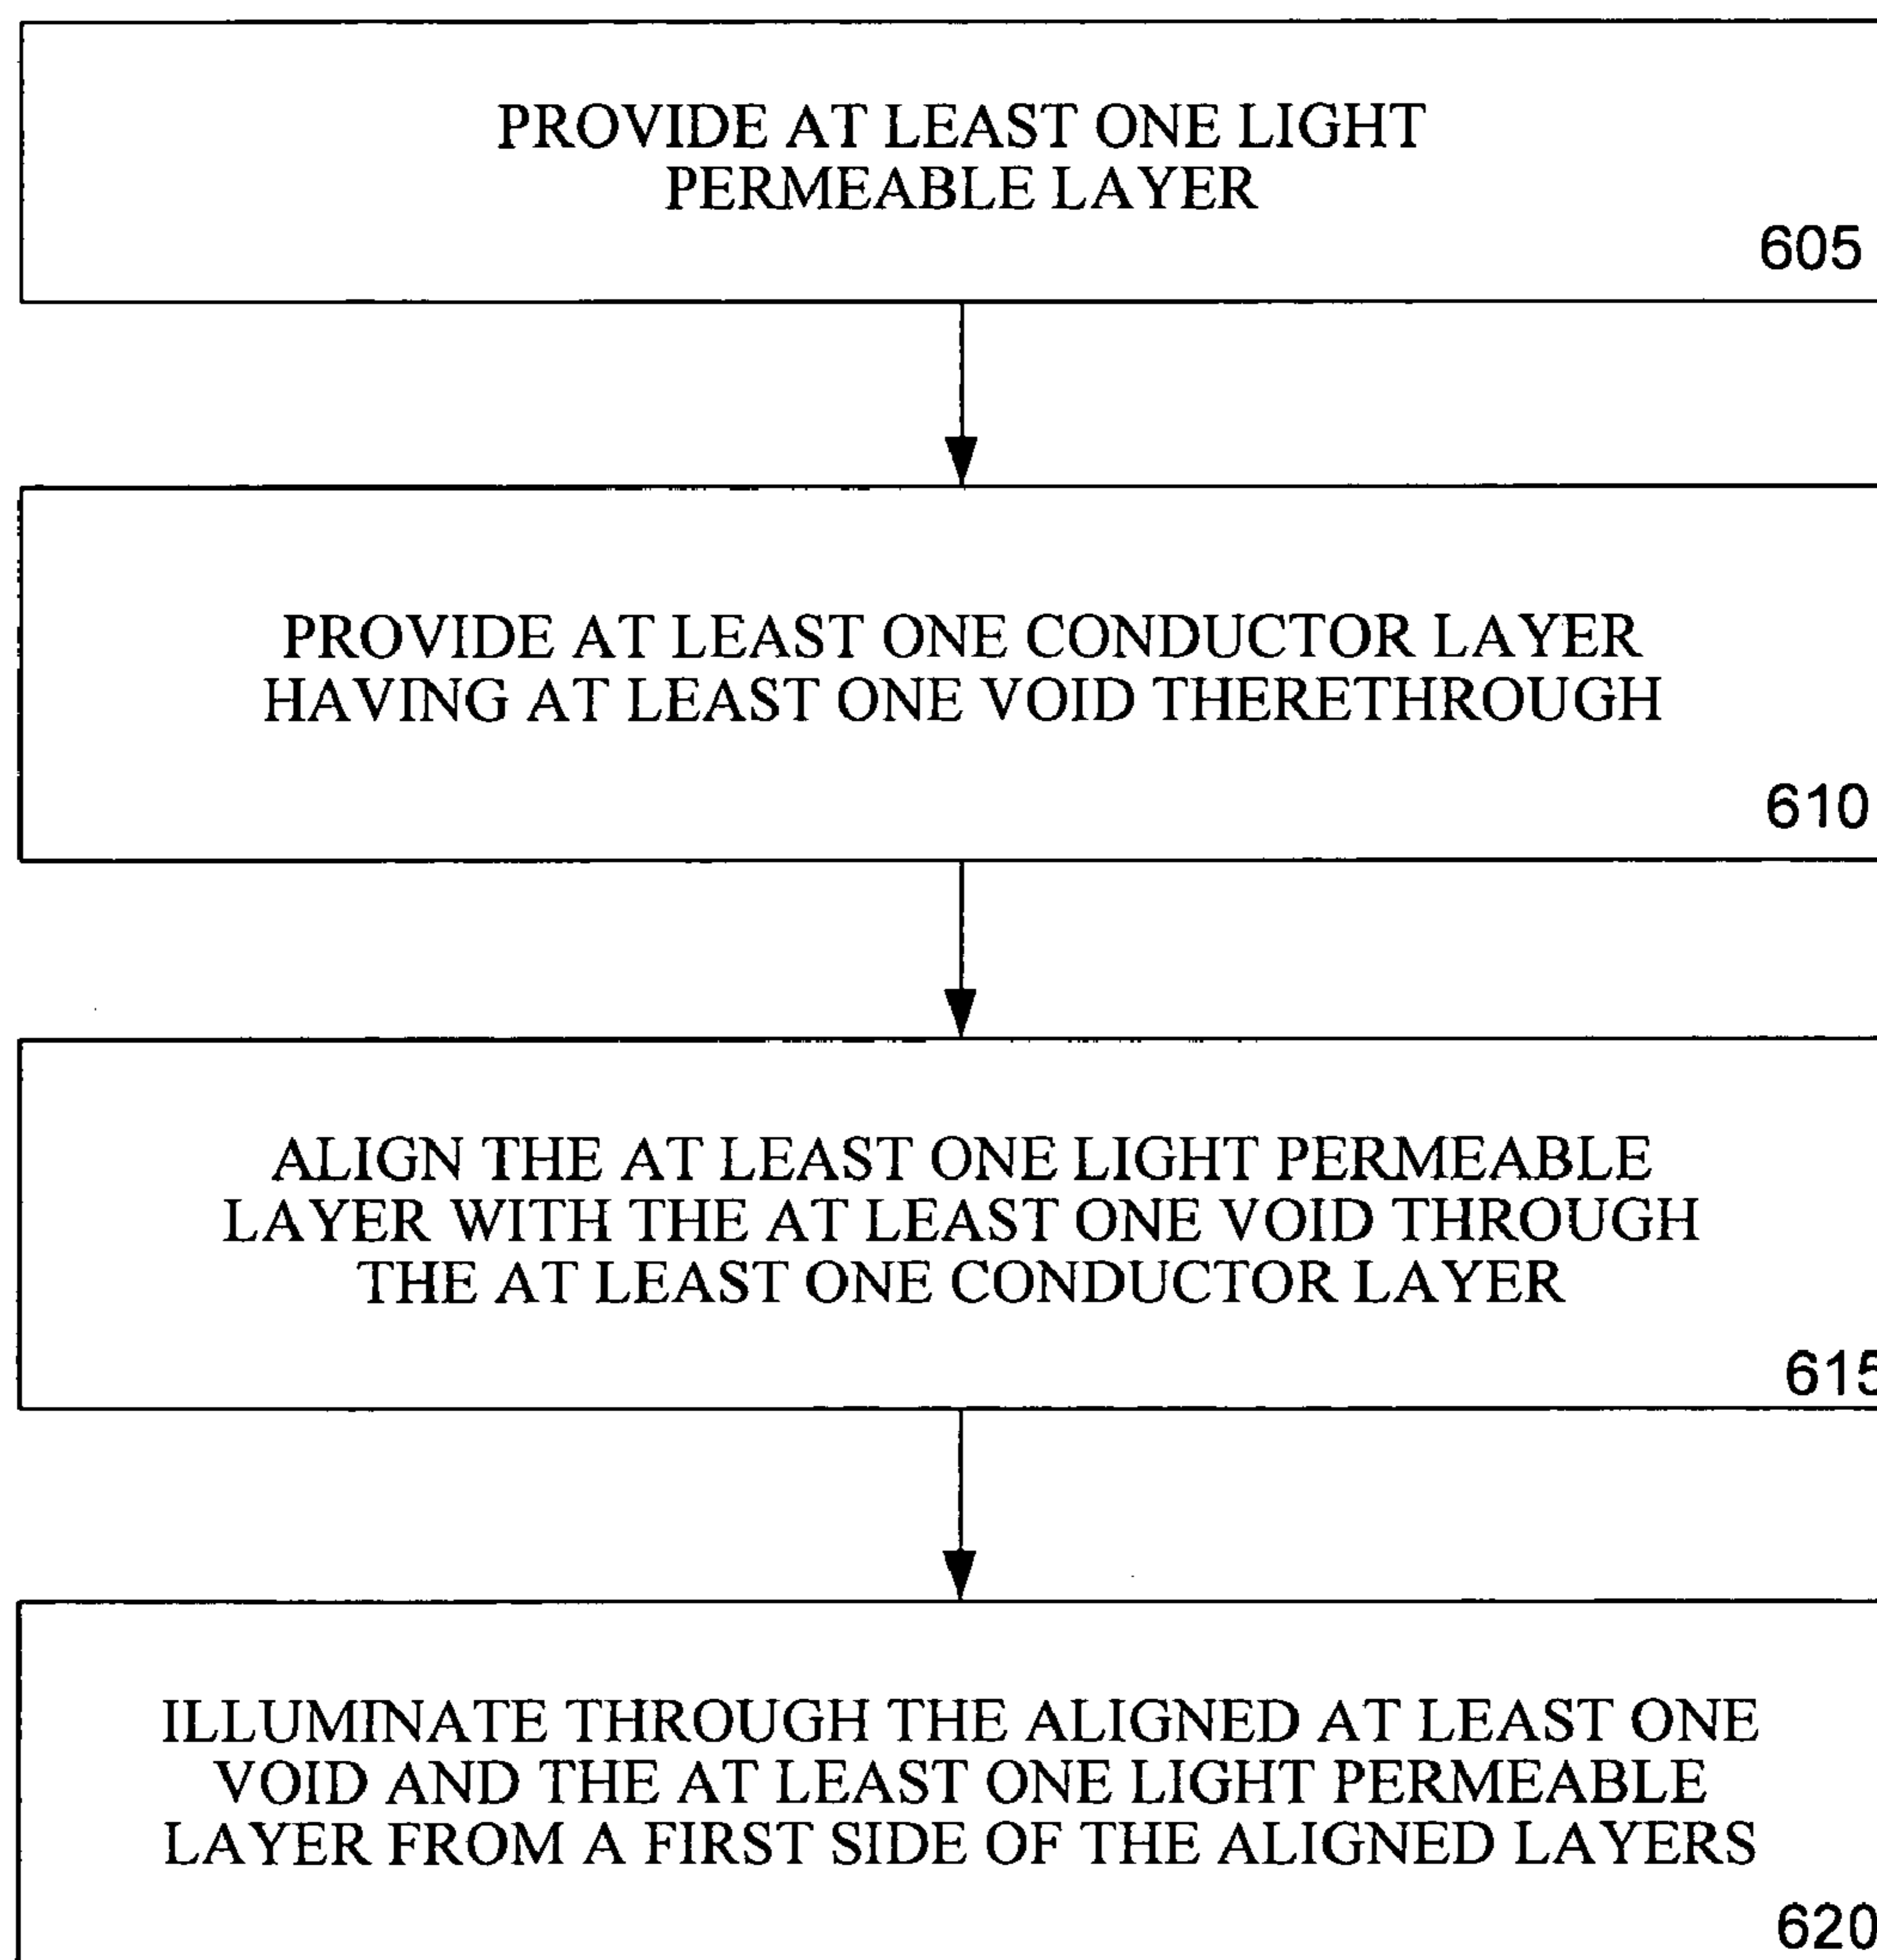 PROVIDE AT LEAST ONE LIGHT
PERMEABLE LAYER
605
PROVIDE AT LEAST ONE CONDUCTOR LAYER
HAVING AT LEAST ONE VOID THERETHROUGH
610
ALIGN THE AT LEAST ONE LIGHT PERMEABLE
LAYER WITH THE AT LEAST ONE VOID THROUGH
THE AT LEAST ONE CONDUCTOR LAYER
615
ILLUMINATE THROUGH THE ALIGNED AT LEAST ONE
VOID AND THE AT LEAST ONE LIGHT PERMEABLE
LAYER FROM A FIRST SIDE OF THE ALIGNED LAYERS
620